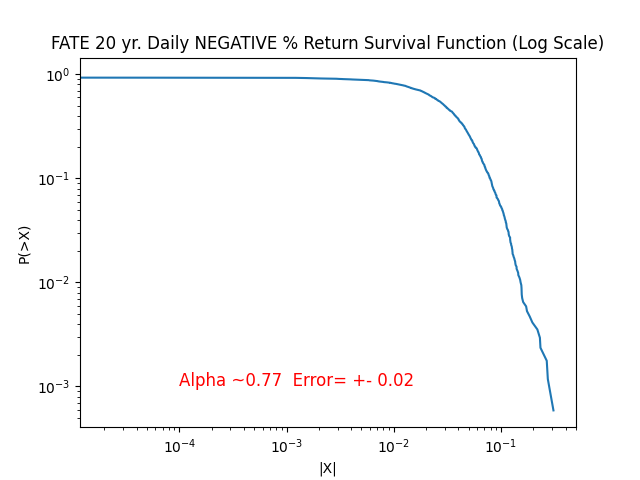 FATE 20 yr. Daily NEGATIVE % Return Survival Function (Log Scale)
10⁰
10⁻¹
10⁻²
10⁻³
P(>X)
Alpha ~0.77  Error= +- 0.02
10⁻⁴ 10⁻³ 10⁻² 10⁻¹
|X|